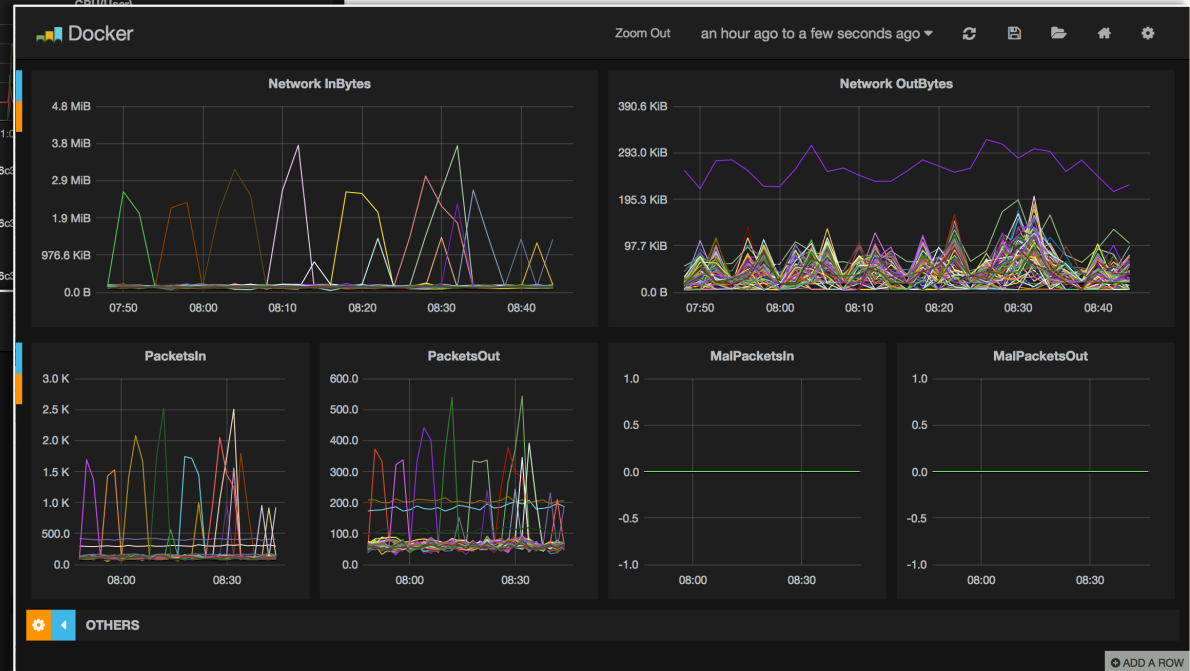 CPU(User)
Docker
Zoom Out an hour ago to a few seconds ago
Network InBytes
4.8 MiB
3.8 MiB
2.9 MiB
1.9 MiB
976.6 KiB
0.0 B
07:50 08:00 08:10 08:20 08:30 08:40
Network OutBytes
390.6 KiB
293.0 KiB
195.3 KiB
97.7 KiB
0.0 B
07:50 08:00 08:10 08:20 08:30 08:40
1:0
6c3
6c3
6c3
PacketsIn
3.0 K
2.5 K
2.0 K
1.5 K
1.0 K
500.0
0.0
08:00 08:30
PacketsOut
600.0
500.0
400.0
300.0
200.0
100.0
0.0
08:00 08:30
MalPacketsIn
1.0
0.5
0.0
-0.5
-1.0
08:00 08:30
MalPacketsOut
1.0
0.5
0.0
-0.5
-1.0
08:00 08:30
OTHERS
ADD A ROW